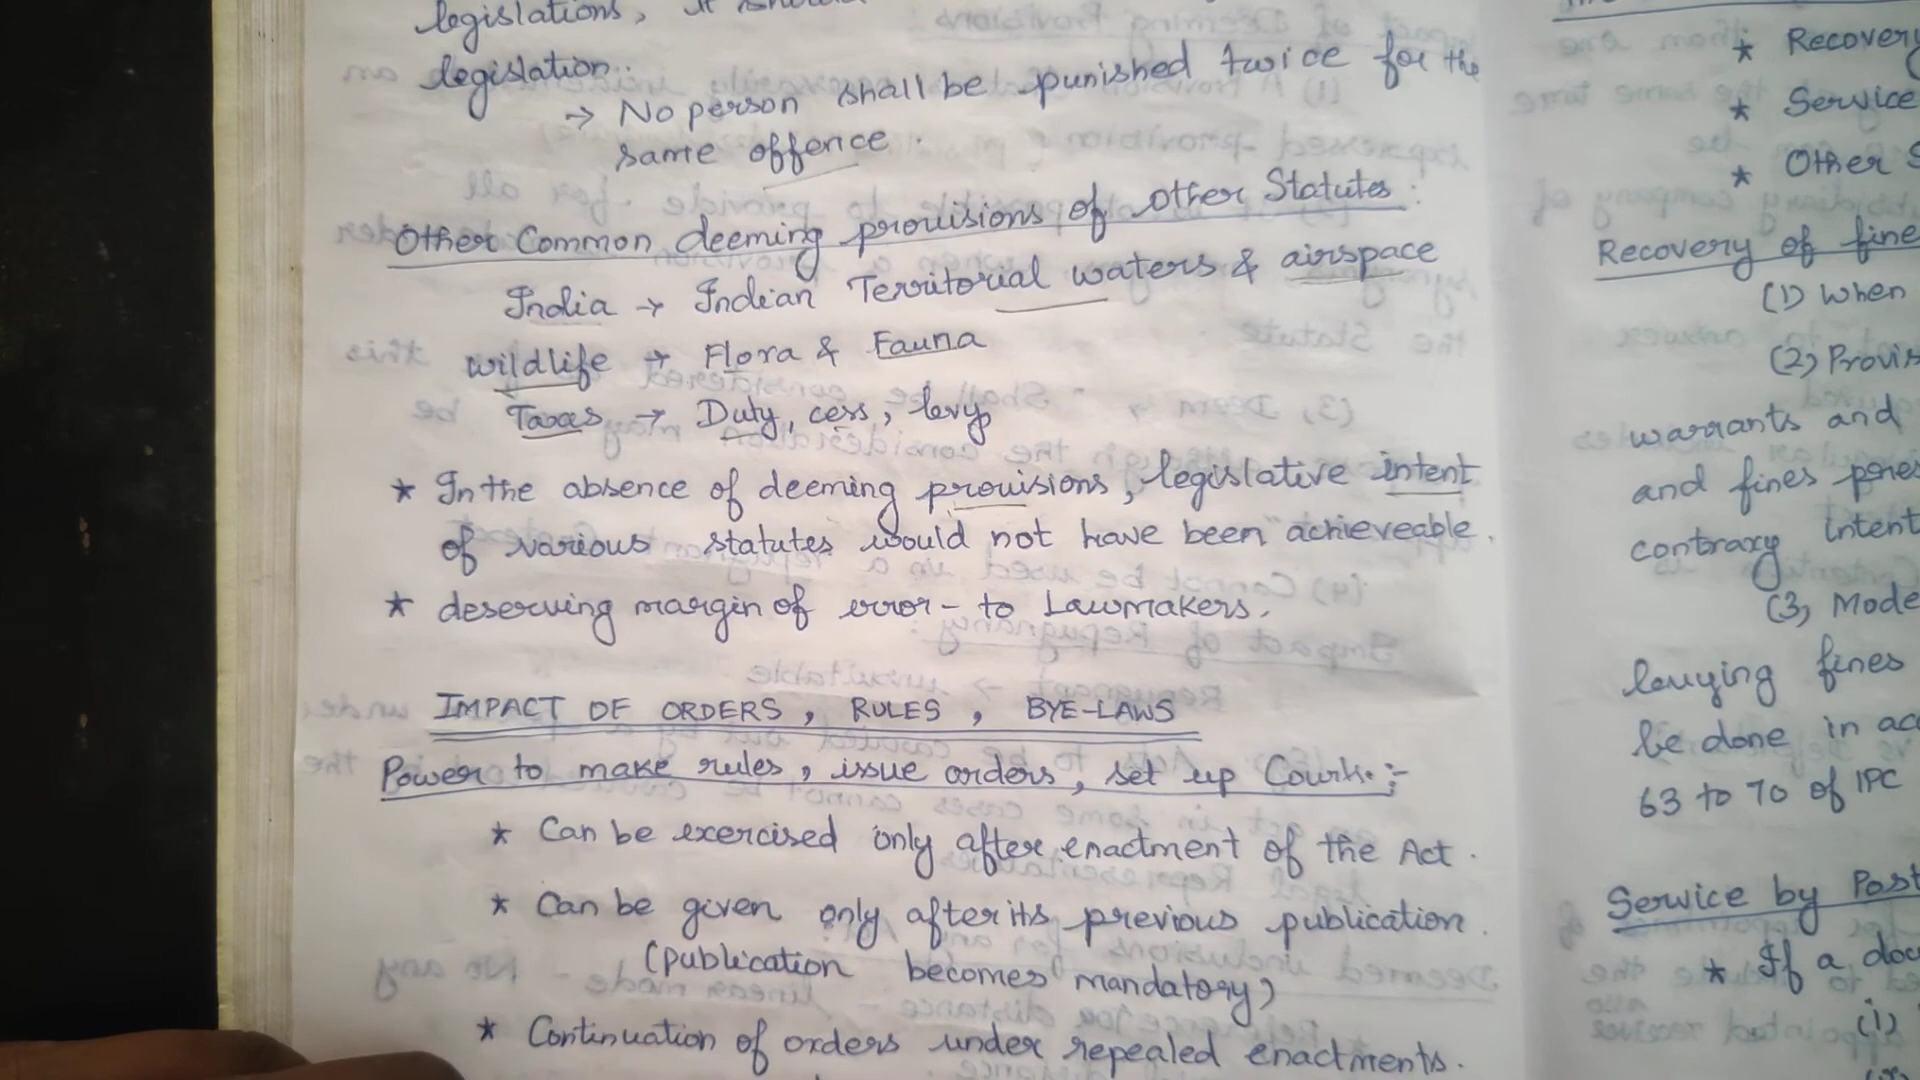 legislations, it
legislation.
→ No person shall be punished twice for the
same offence.
Other Common deeming provisions of other Statutes:
India → Indian Territorial waters & airspace
wildlife → Flora & Fauna
Taxes → Duty, cess, levy
* In the absence of deeming provisions, legislative intent
of various statutes would not have been achieveable.
* deserving margin of error - to Lawmakers.
IMPACT OF ORDERS, RULES, BYE-LAWS
Power to make rules, issue orders, set up Courts:-
* Can be exercised only after enactment of the Act.
* Can be given only after its previous publication.
(publication becomes mandatory)
* Continuation of orders under repealed enactments.
* Recovery
* Service
* Other S
Recovery of fine
(1) When
(2) Provis
warrants and
and fines
contraxy intent
(3) Mode
levying fines
be done in acc
63 to 70 of IPC
Service by Post
* If a doc
(i)